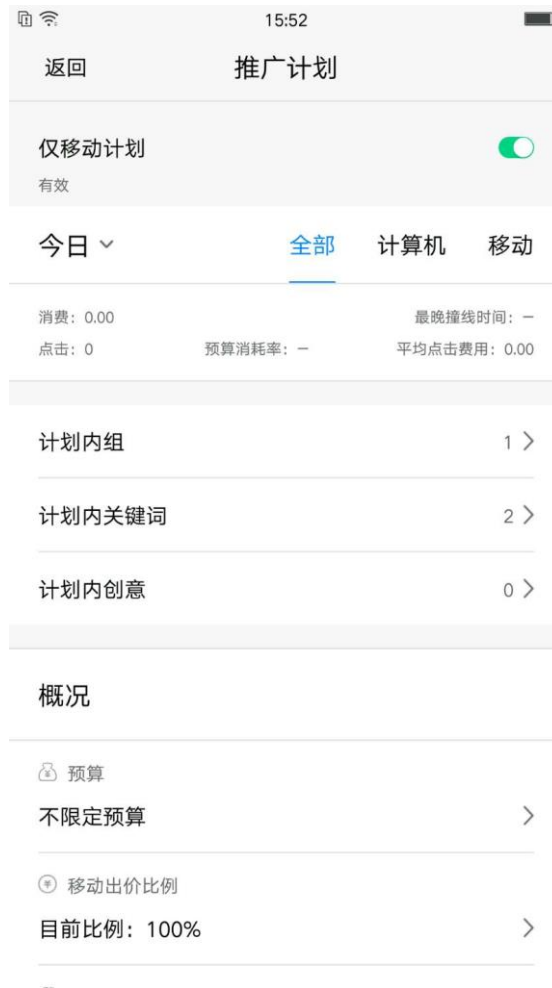 15:52
返回 推广计划
仅移动计划
有效
今日 全部 计算机 移动
消费：0.00 最晚撞线时间：—
点击：0 预算消耗率：— 平均点击费用：0.00
计划内组 1
计划内关键词 2
计划内创意 0
概况
预算
不限定预算
移动出价比例
目前比例：100%